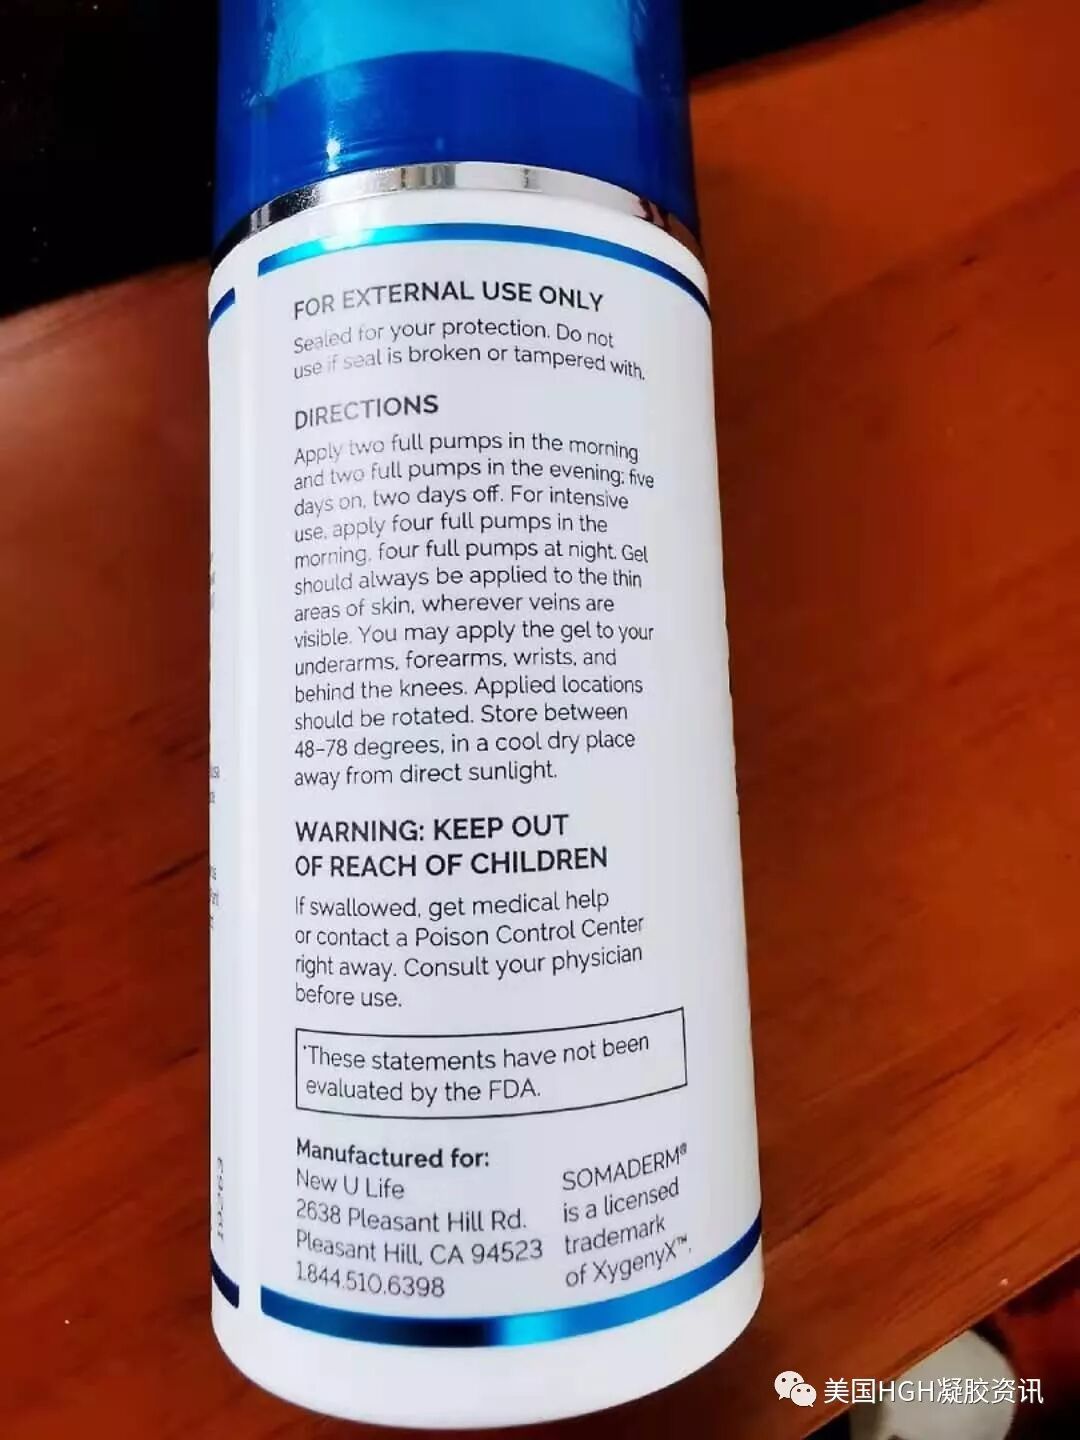 FOR EXTERNAL USE ONLY
Sealed for your protection. Do not
use if seal is broken or tampered with.
DIRECTIONS
Apply two full pumps in the morning
and two full pumps in the evening; five
days on, two days off. For intensive
use, apply four full pumps in the
morning, four full pumps at night. Gel
should always be applied to the thin
areas of skin, wherever veins are
visible. You may apply the gel to your
underarms, forearms, wrists, and
behind the knees. Applied locations
should be rotated. Store between
48–78 degrees, in a cool dry place
away from direct sunlight.
WARNING: KEEP OUT
OF REACH OF CHILDREN
If swallowed, get medical help
or contact a Poison Control Center
right away. Consult your physician
before use.
*These statements have not been
evaluated by the FDA.
Manufactured for:
New U Life
2638 Pleasant Hill Rd.
Pleasant Hill, CA 94523
1.844.510.6398
SOMADERM®
is a licensed
trademark
of XygenyX™.
美国HGH凝胶资讯